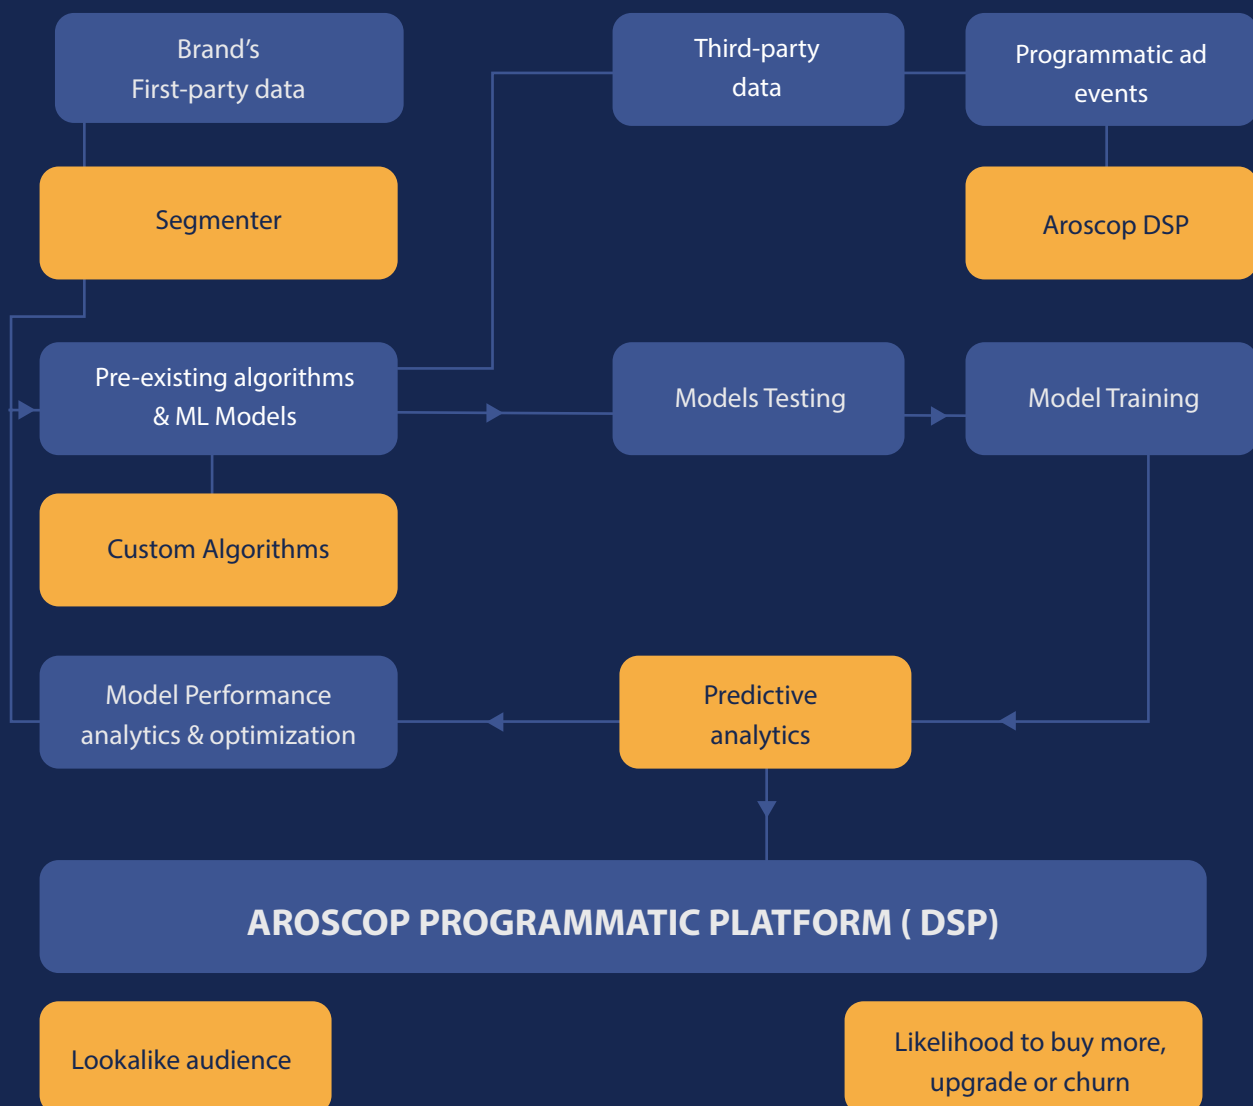 Brand’s
First-party data
Third-party
data
Programmatic ad
events
Segmenter
Aroscop DSP
Pre-existing algorithms
& ML Models
Models Testing
Model Training
Custom Algorithms
Model Performance
analytics & optimization
Predictive
analytics
AROSCOP PROGRAMMATIC PLATFORM ( DSP)
Lookalike audience
Likelihood to buy more,
upgrade or churn